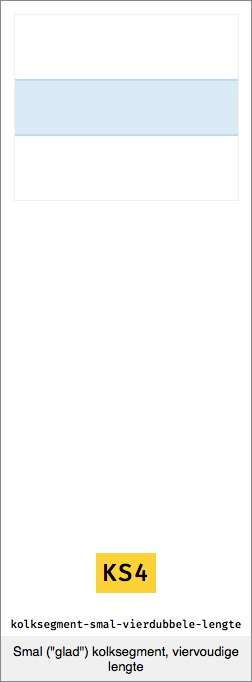 KS4
kolksegment-smal-vierdubbele-lengte
Smal ("glad") kolksegment, viervoudige
lengte